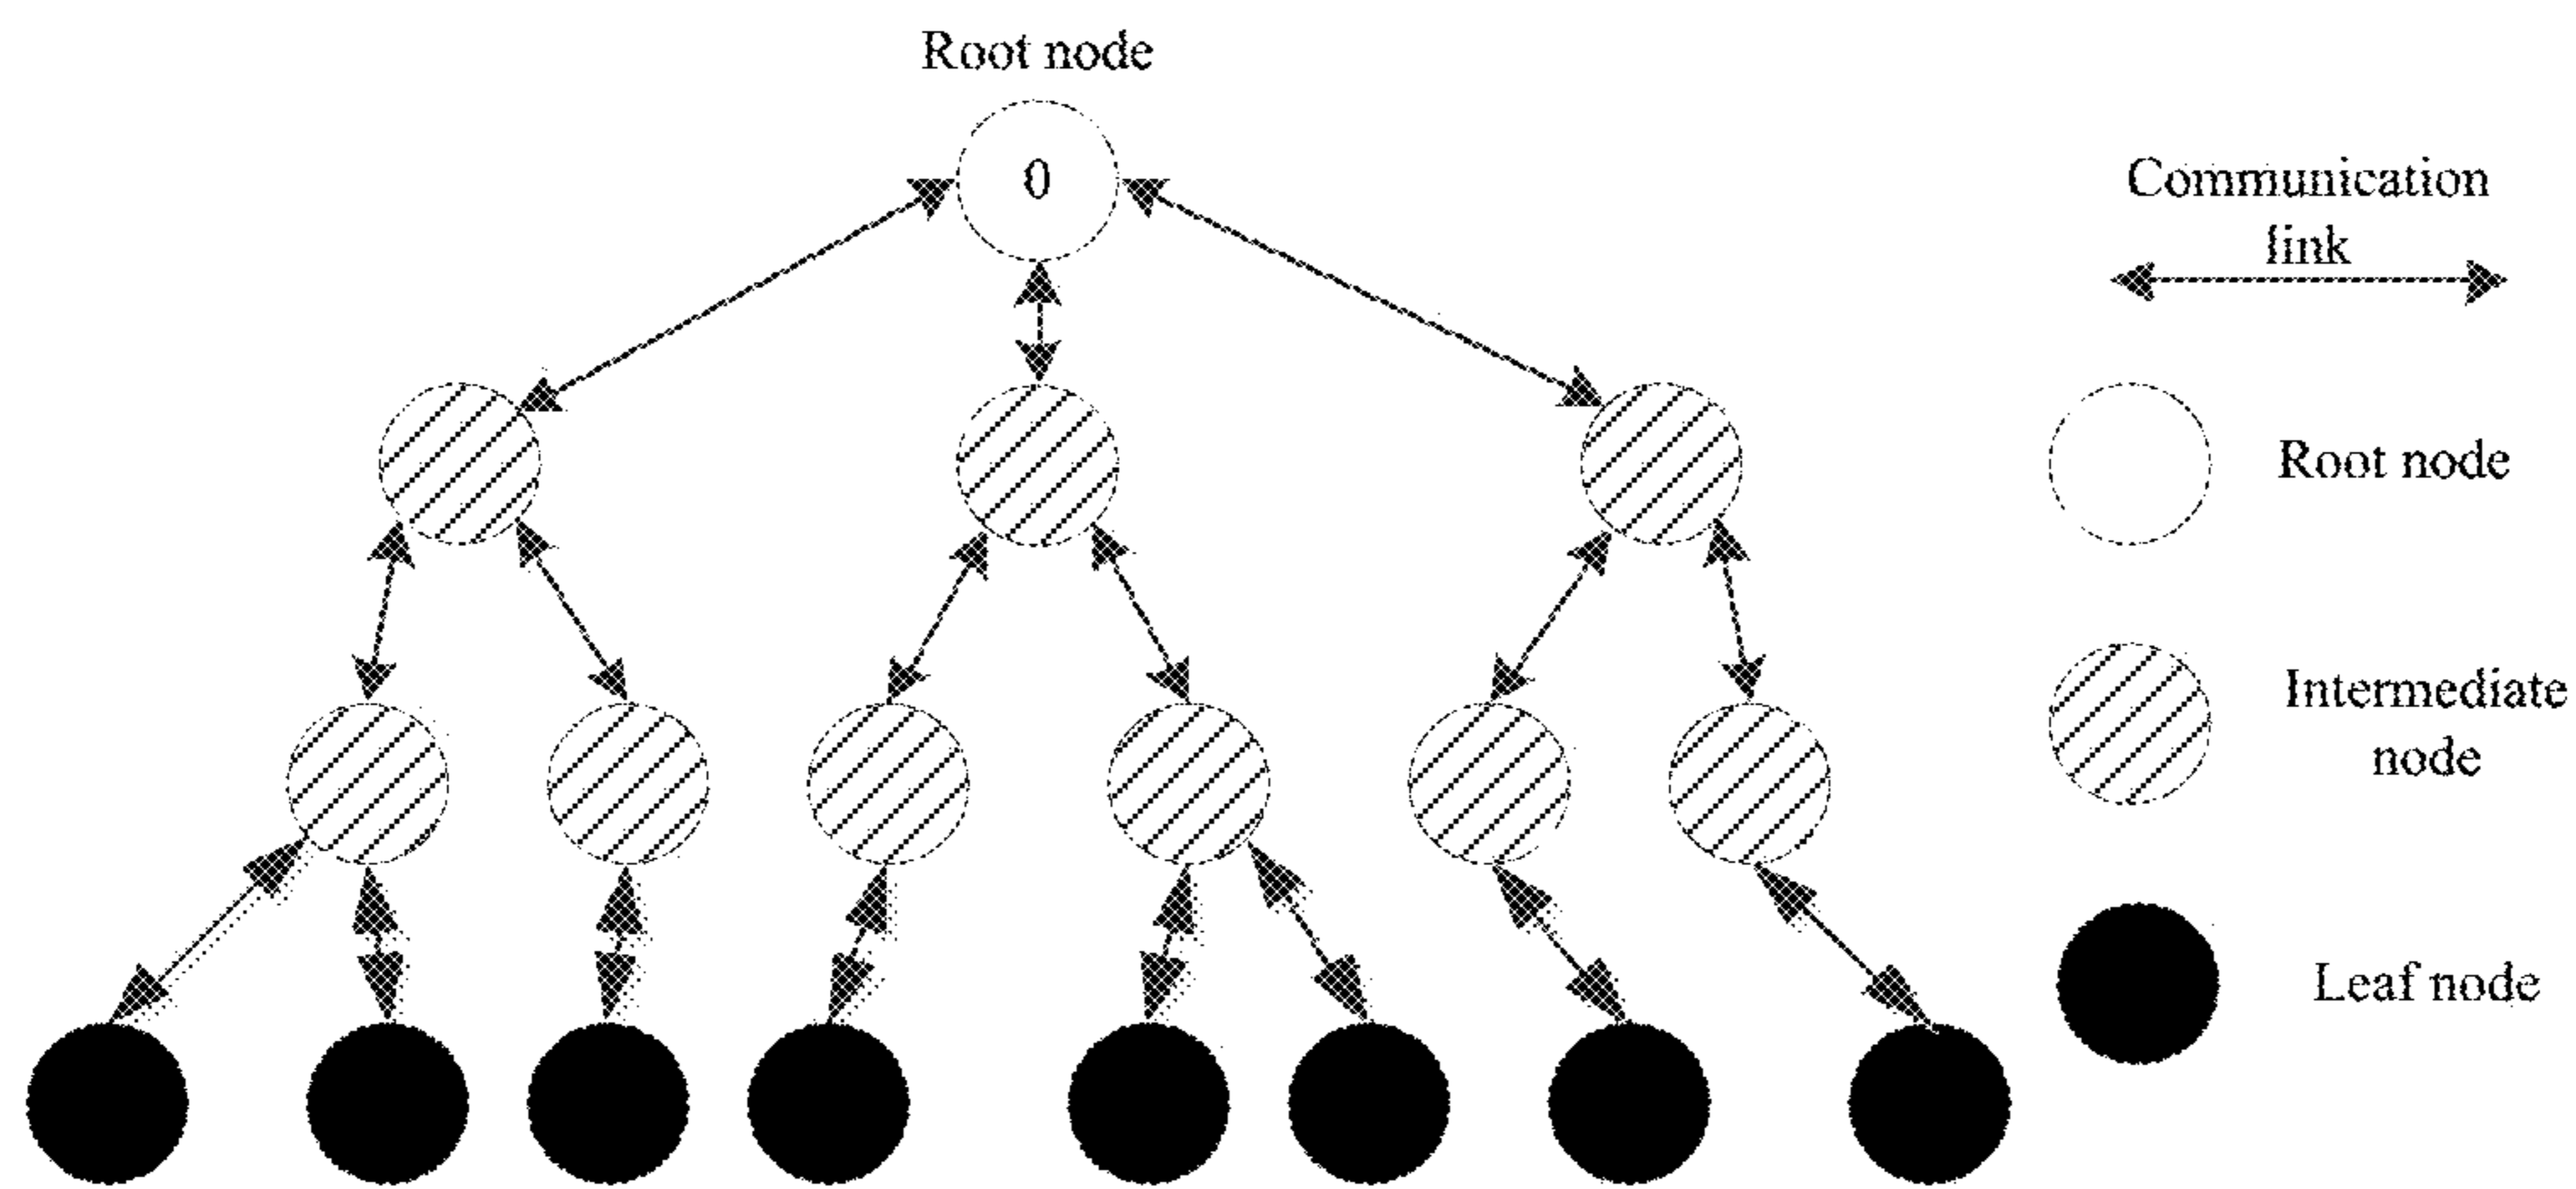 Root node
0
Communication
link
Root node
Intermediate
node
Leaf node